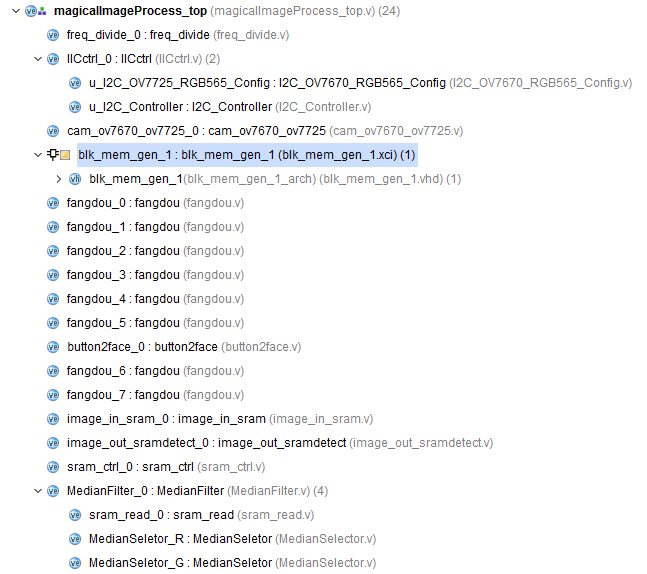 magicalImageProcess_top (magicalImageProcess_top.v) (24)
freq_divide_0 : freq_divide (freq_divide.v)
IICctrl_0 : IICctrl (IICctrl.v) (2)
u_I2C_OV7725_RGB565_Config : I2C_OV7670_RGB565_Config (I2C_OV7670_RGB565_Config.v)
u_I2C_Controller : I2C_Controller (I2C_Controller.v)
cam_ov7670_ov7725_0 : cam_ov7670_ov7725 (cam_ov7670_ov7725.v)
blk_mem_gen_1 : blk_mem_gen_1 (blk_mem_gen_1.xci) (1)
blk_mem_gen_1(blk_mem_gen_1_arch) (blk_mem_gen_1.vhd) (1)
fangdou_0 : fangdou (fangdou.v)
fangdou_1 : fangdou (fangdou.v)
fangdou_2 : fangdou (fangdou.v)
fangdou_3 : fangdou (fangdou.v)
fangdou_4 : fangdou (fangdou.v)
fangdou_5 : fangdou (fangdou.v)
button2face_0 : button2face (button2face.v)
fangdou_6 : fangdou (fangdou.v)
fangdou_7 : fangdou (fangdou.v)
image_in_sram_0 : image_in_sram (image_in_sram.v)
image_out_sramdetect_0 : image_out_sramdetect (image_out_sramdetect.v)
sram_ctrl_0 : sram_ctrl (sram_ctrl.v)
MedianFilter_0 : MedianFilter (MedianFilter.v) (4)
sram_read_0 : sram_read (sram_read.v)
MedianSeletor_R : MedianSeletor (MedianSelector.v)
MedianSeletor_G : MedianSeletor (MedianSelector.v)